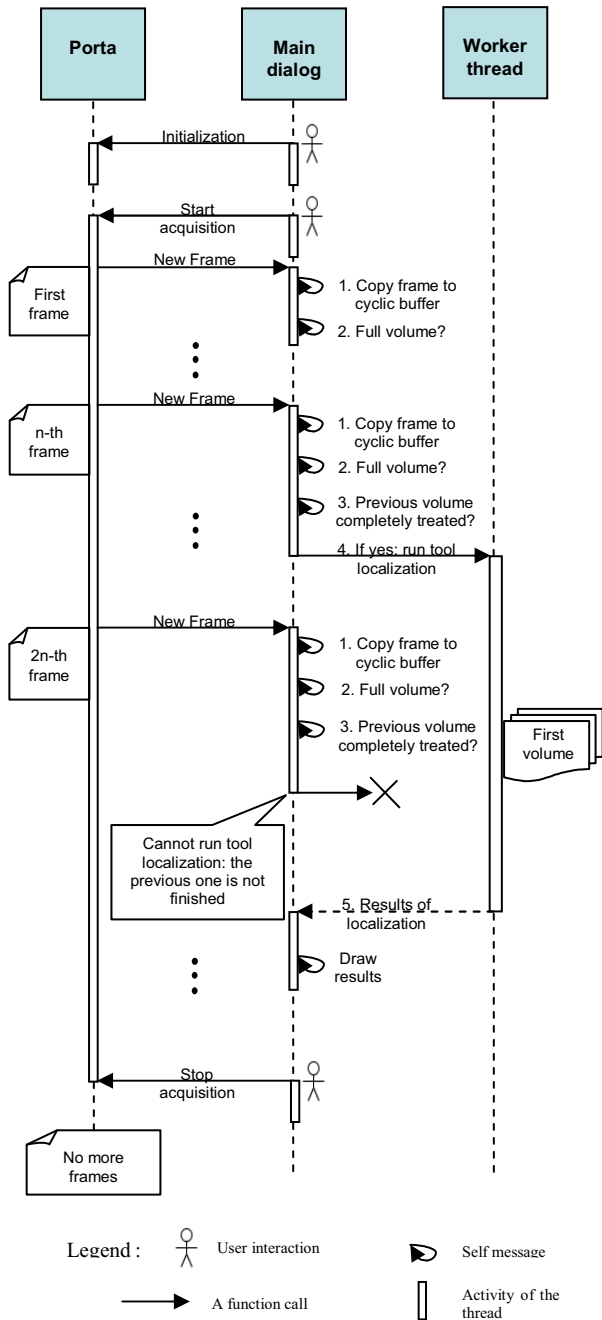 Porta
Main
dialog
Worker
thread
Initialization
Start
acquisition
New Frame
First
frame
1. Copy frame to
cyclic buffer
2. Full volume?
New Frame
n-th
frame
1. Copy frame to
cyclic buffer
2. Full volume?
3. Previous volume
completely treated?
4. If yes: run tool
localization
New Frame
2n-th
frame
1. Copy frame to
cyclic buffer
2. Full volume?
3. Previous volume
completely treated?
First
volume
Cannot run tool
localization: the
previous one is not
finished
5. Results of
localization
Draw
results
Stop
acquisition
No more
frames
Legend :
User interaction
Self message
A function call
Activity of the
thread